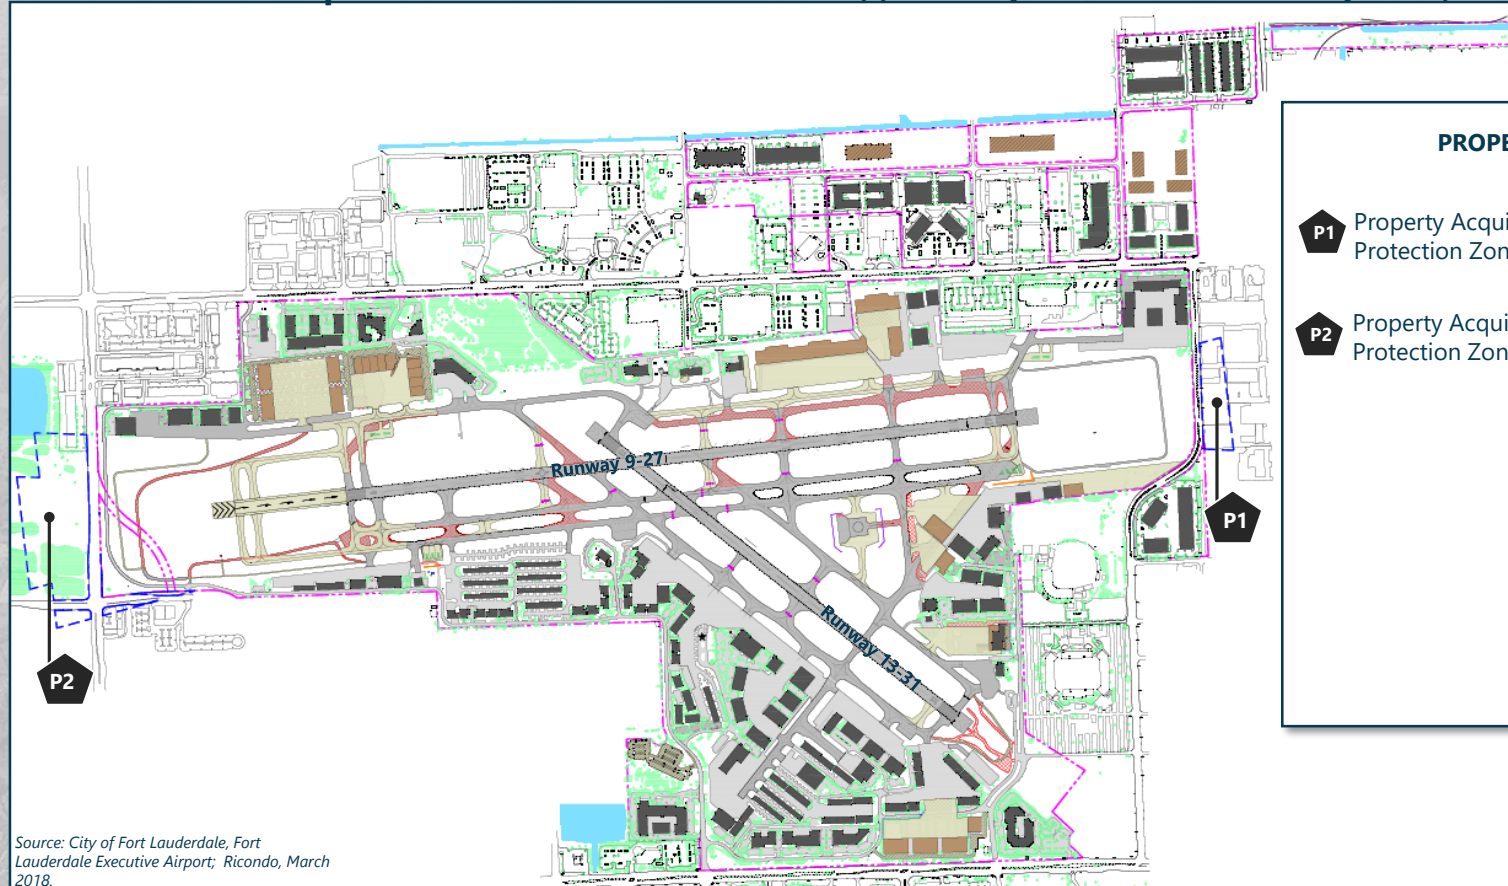 PROPE
P1
Property Acqui
Protection Zon
P2
Property Acqui
Protection Zon
Runway 9-27
P1
Runway 13-31
P2
Source: City of Fort Lauderdale, Fort
Lauderdale Executive Airport; Ricondo, March
2018.